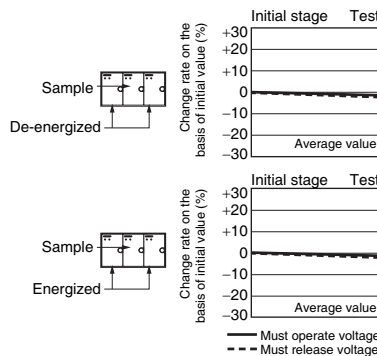 Initial stage Test
Change rate on the
basis of initial value (%)
+30
+20
+10
0
−10
−20
−30
Average value
Sample
De-energized
Initial stage Test
Change rate on the
basis of initial value (%)
+30
+20
+10
0
−10
−20
−30
Average value
Sample
Energized
Must operate voltage
Must release voltage